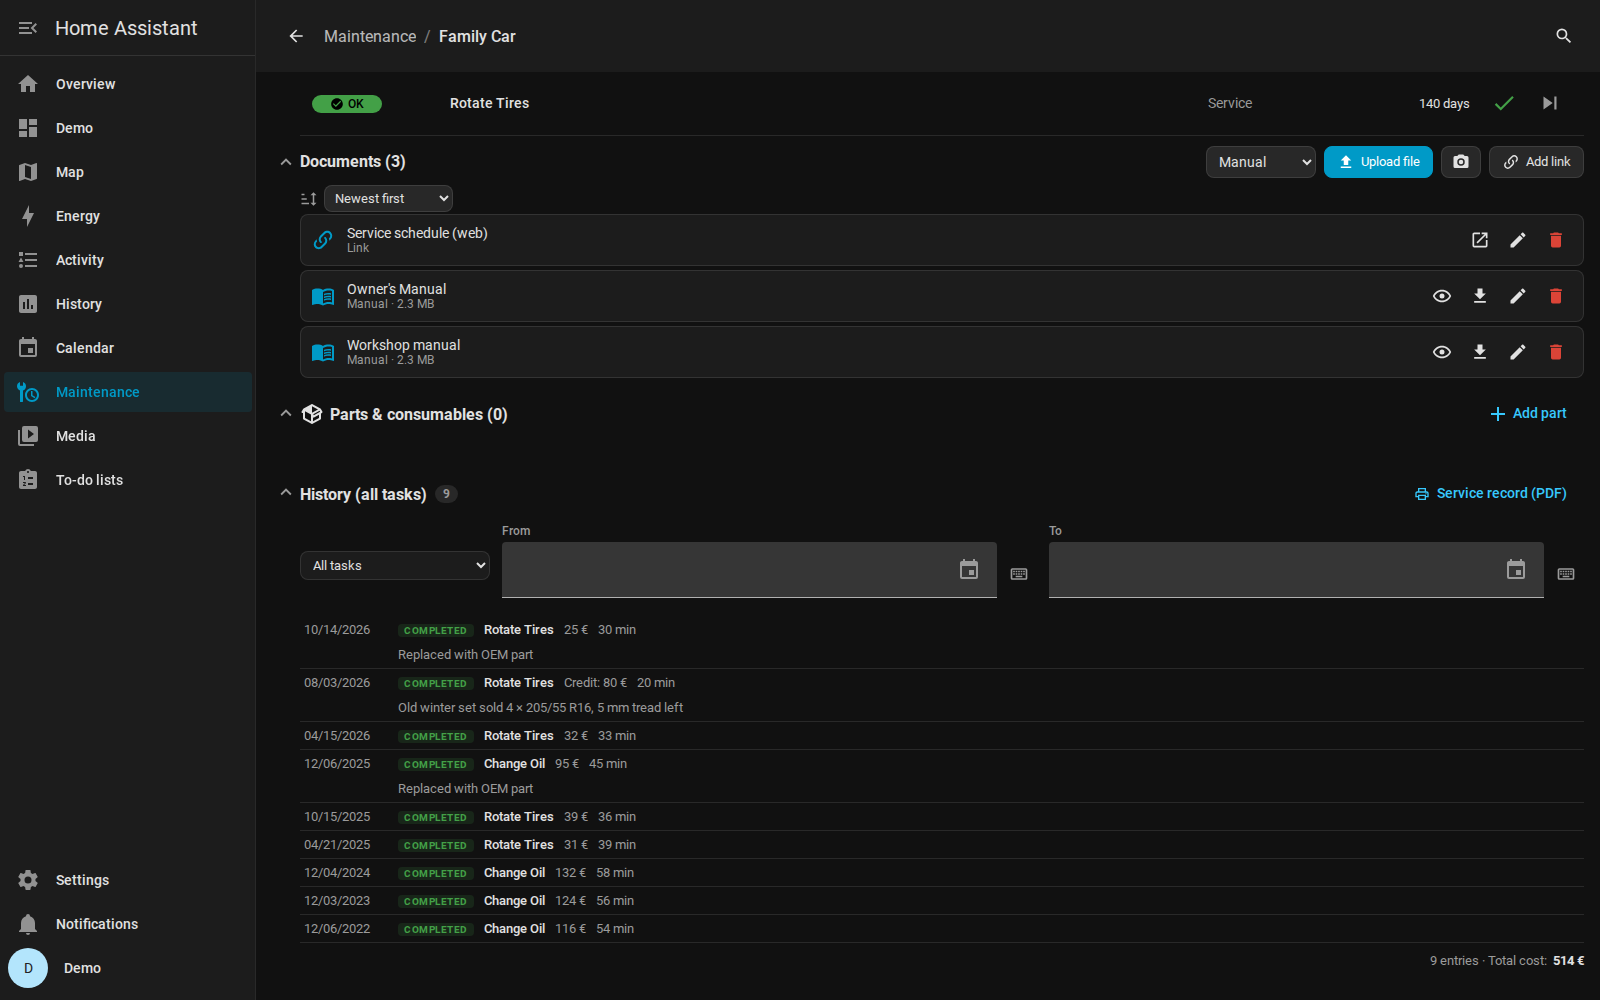 Home Assistant
Overview
Demo
Map
Energy
Activity
History
Calendar
Maintenance
Media
To-do lists
Settings
Notifications
D Demo
Maintenance / Family Car
OK Rotate Tires Service 140 days
Documents (3) Manual Upload file Add link
Newest first
Service schedule (web)
Link
Owner's Manual
Manual · 2.3 MB
Workshop manual
Manual · 2.3 MB
Parts & consumables (0) Add part
History (all tasks) 9 Service record (PDF)
From To
All tasks
10/14/2026 COMPLETED Rotate Tires 25 € 30 min
Replaced with OEM part
08/03/2026 COMPLETED Rotate Tires Credit: 80 € 20 min
Old winter set sold 4 × 205/55 R16, 5 mm tread left
04/15/2026 COMPLETED Rotate Tires 32 € 33 min
12/06/2025 COMPLETED Change Oil 95 € 45 min
Replaced with OEM part
10/15/2025 COMPLETED Rotate Tires 39 € 36 min
04/21/2025 COMPLETED Rotate Tires 31 € 39 min
12/04/2024 COMPLETED Change Oil 132 € 58 min
12/03/2023 COMPLETED Change Oil 124 € 56 min
12/06/2022 COMPLETED Change Oil 116 € 54 min
9 entries · Total cost: 514 €